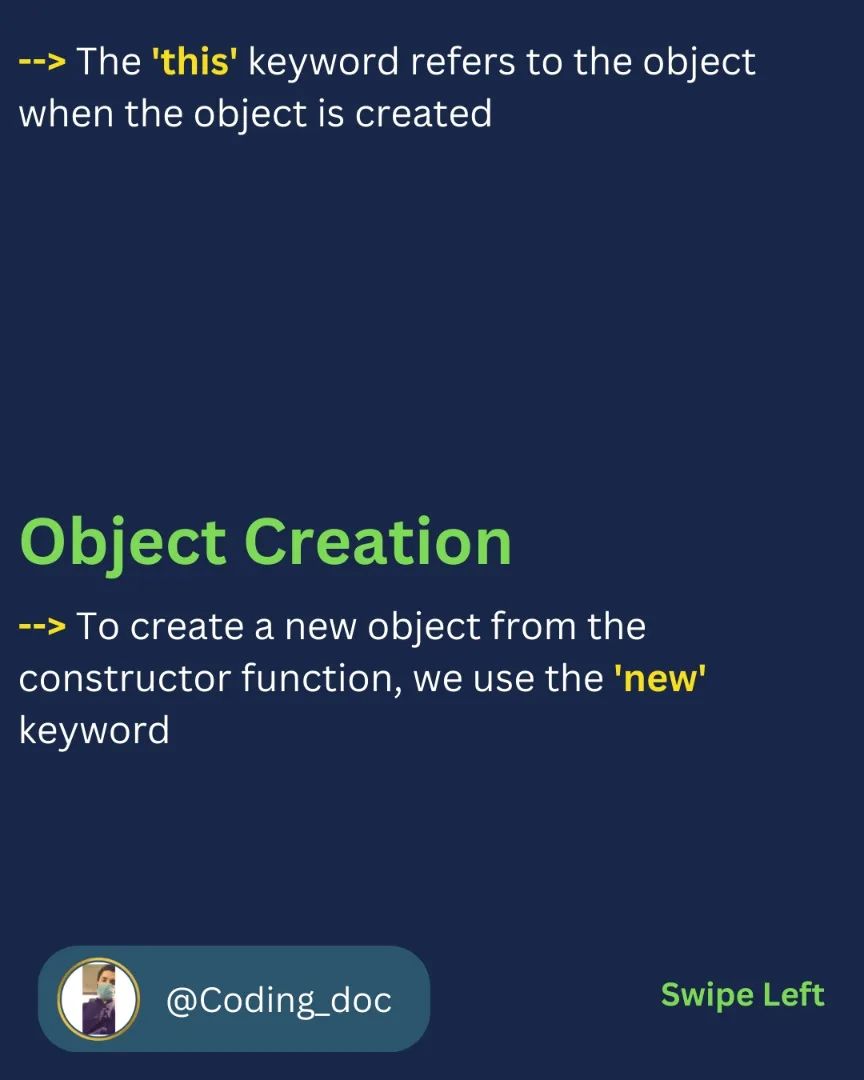 --> The 'this' keyword refers to the object
when the object is created
Object Creation
--> To create a new object from the
constructor function, we use the 'new'
keyword
@Coding_doc
Swipe Left